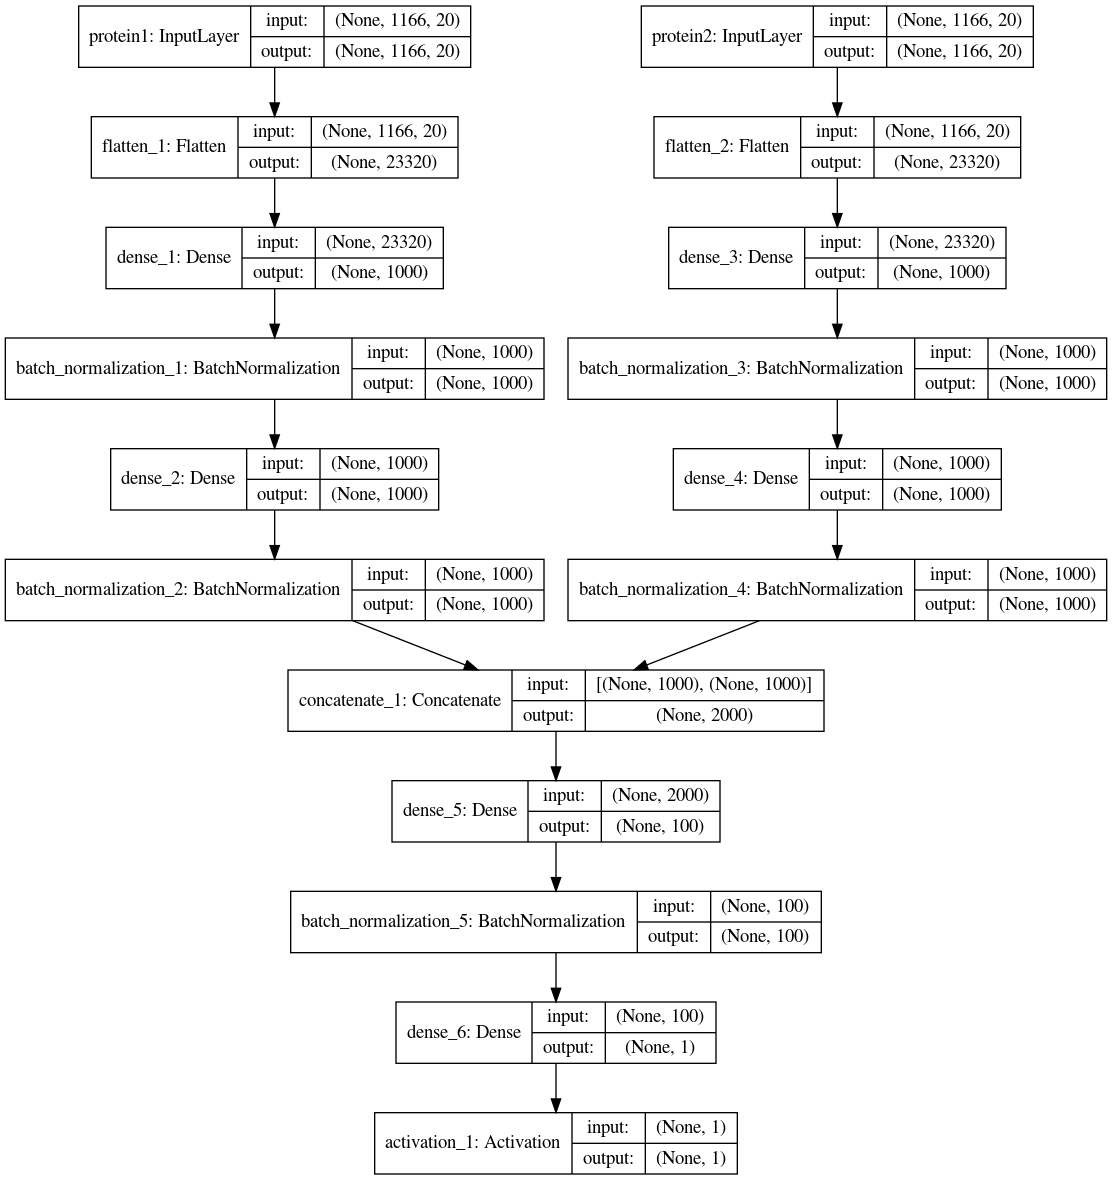 protein1: InputLayer
input: (None, 1166, 20)
output: (None, 1166, 20)
protein2: InputLayer
input: (None, 1166, 20)
output: (None, 1166, 20)
flatten_1: Flatten
input: (None, 1166, 20)
output: (None, 23320)
flatten_2: Flatten
input: (None, 1166, 20)
output: (None, 23320)
dense_1: Dense
input: (None, 23320)
output: (None, 1000)
dense_3: Dense
input: (None, 23320)
output: (None, 1000)
batch_normalization_1: BatchNormalization
input: (None, 1000)
output: (None, 1000)
batch_normalization_3: BatchNormalization
input: (None, 1000)
output: (None, 1000)
dense_2: Dense
input: (None, 1000)
output: (None, 1000)
dense_4: Dense
input: (None, 1000)
output: (None, 1000)
batch_normalization_2: BatchNormalization
input: (None, 1000)
output: (None, 1000)
batch_normalization_4: BatchNormalization
input: (None, 1000)
output: (None, 1000)
concatenate_1: Concatenate
input: [(None, 1000), (None, 1000)]
output: (None, 2000)
dense_5: Dense
input: (None, 2000)
output: (None, 100)
batch_normalization_5: BatchNormalization
input: (None, 100)
output: (None, 100)
dense_6: Dense
input: (None, 100)
output: (None, 1)
activation_1: Activation
input: (None, 1)
output: (None, 1)